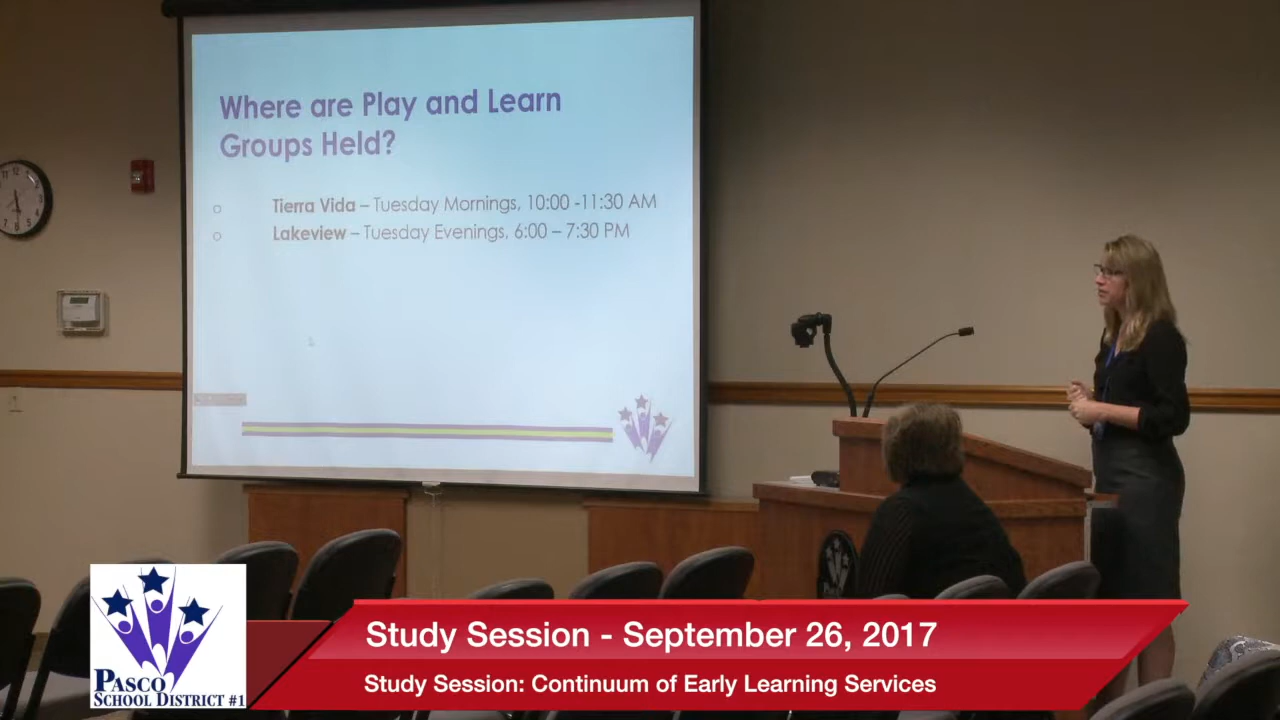 Where are Play and Learn
Groups Held?
○ Tierra Vida – Tuesday Mornings, 10:00 -11:30 AM
○ Lakeview – Tuesday Evenings, 6:00 – 7:30 PM
Study Session - September 26, 2017
Study Session: Continuum of Early Learning Services
PASCO
SCHOOL DISTRICT #1